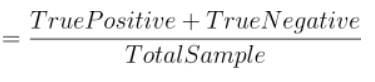 = TruePositive + TrueNegative
TotalSample